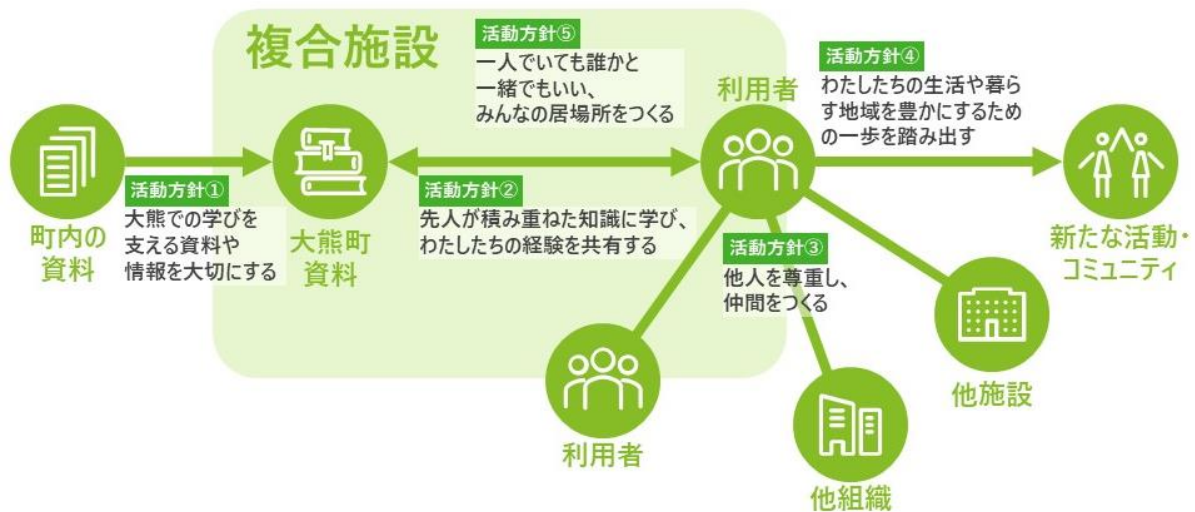 複合施設
活動方針⑤
一人でいても誰かと
一緒でもいい、
みんなの居場所をつくる
利用者
活動方針④
わたしたちの生活や暮ら
す地域を豊かにするため
の一歩を踏み出す
町内の
資料
活動方針①
大熊での学びを
支える資料や
情報を大切にする
大熊町
資料
活動方針②
先人が積み重ねた知識に学び、
わたしたちの経験を共有する
活動方針③
他人を尊重し、
仲間をつくる
新たな活動・
コミュニティ
利用者
他組織
他施設